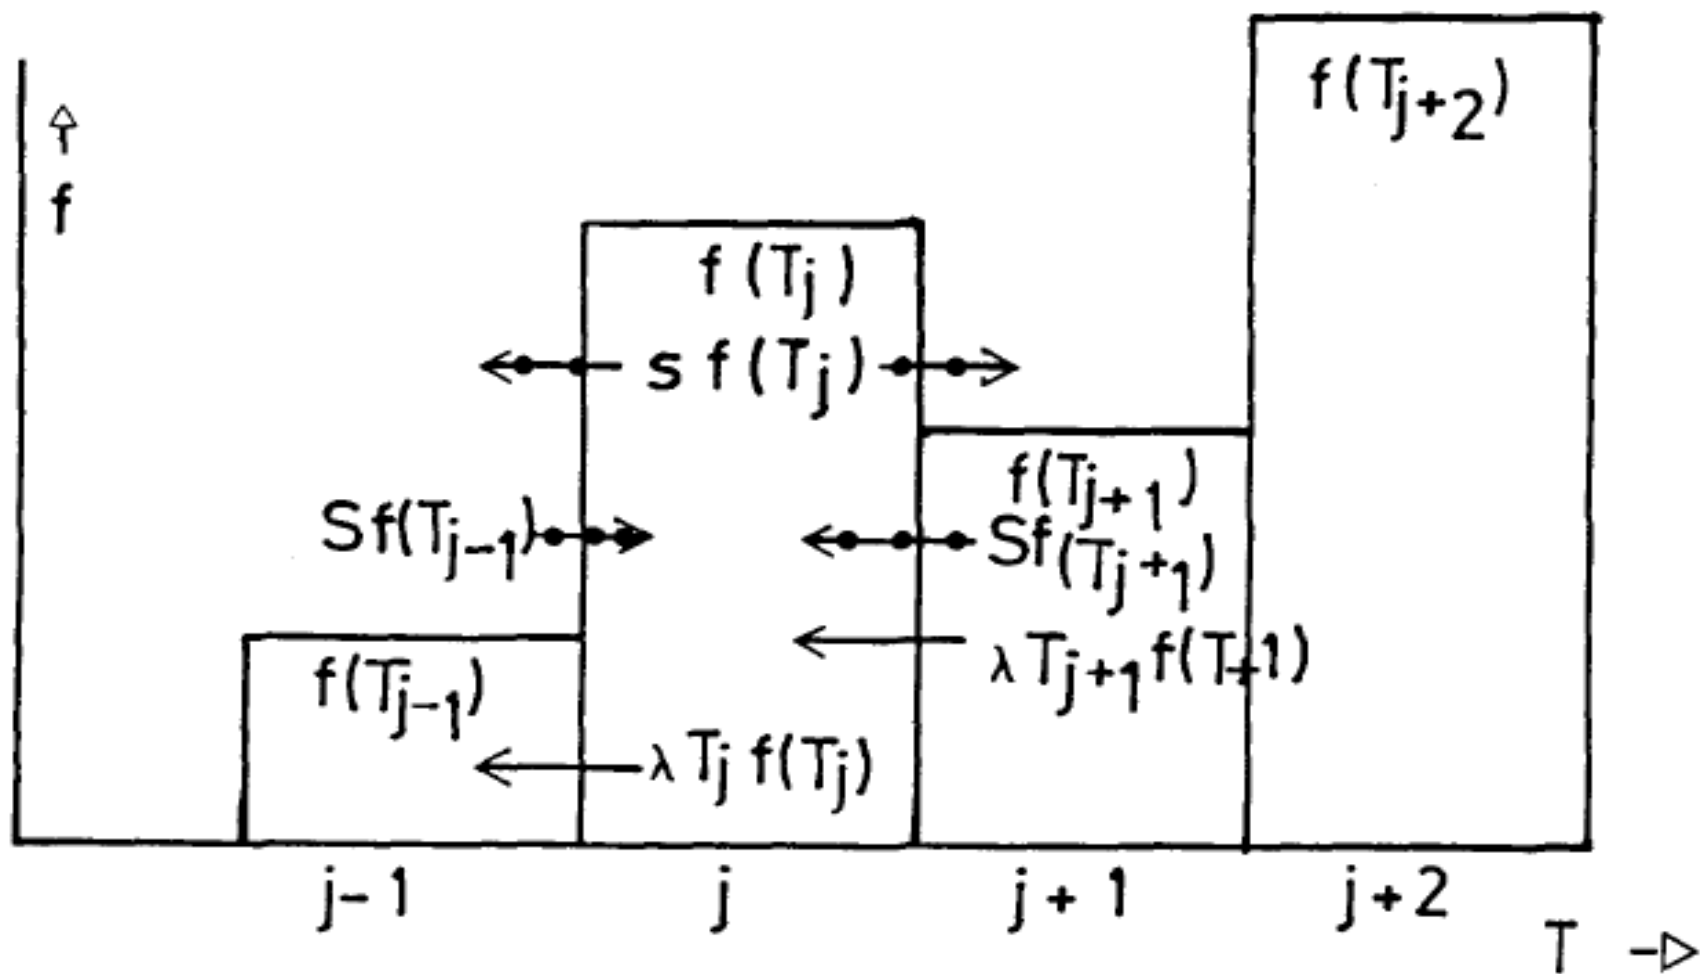 f(Tj+2)
f
f (Tj)
s f(Tj)
f(Tj+1)
Sf(Tj-1)
Sf(Tj+1)
λTj+1f(T+1)
f(Tj-1)
λTj f(Tj)
j-1 j j+1 j+2
T